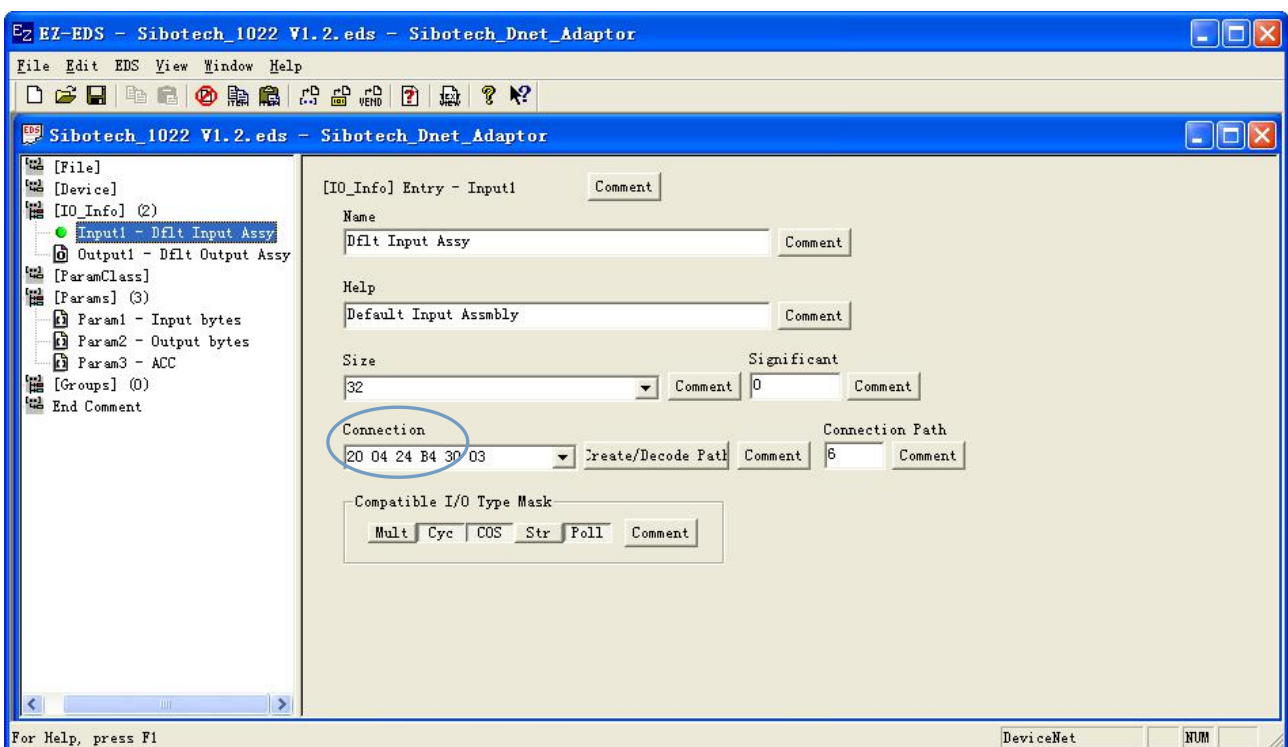 EZ-EDS - Sibotech_1022 V1.2.eds - Sibotech_Dnet_Adaptor
File Edit EDS View Window Help
Sibotech_1022 V1.2.eds - Sibotech_Dnet_Adaptor
[File]
[Device]
[IO_Info] (2)
Input1 - Dflt Input Assy
Output1 - Dflt Output Assy
[ParamClass]
[Params] (3)
Param1 - Input bytes
Param2 - Output bytes
Param3 - ACC
[Groups] (0)
End Comment
[IO_Info] Entry - Input1 Comment
Name
Dflt Input Assy Comment
Help
Default Input Assmbly Comment
Size Significant
32 Comment 0 Comment
Connection Connection Path
20 04 24 B4 30 03 Create/Decode Path Comment 6 Comment
Compatible I/O Type Mask
Mult Cyc COS Str Poll Comment
For Help, press F1 DeviceNet NUM